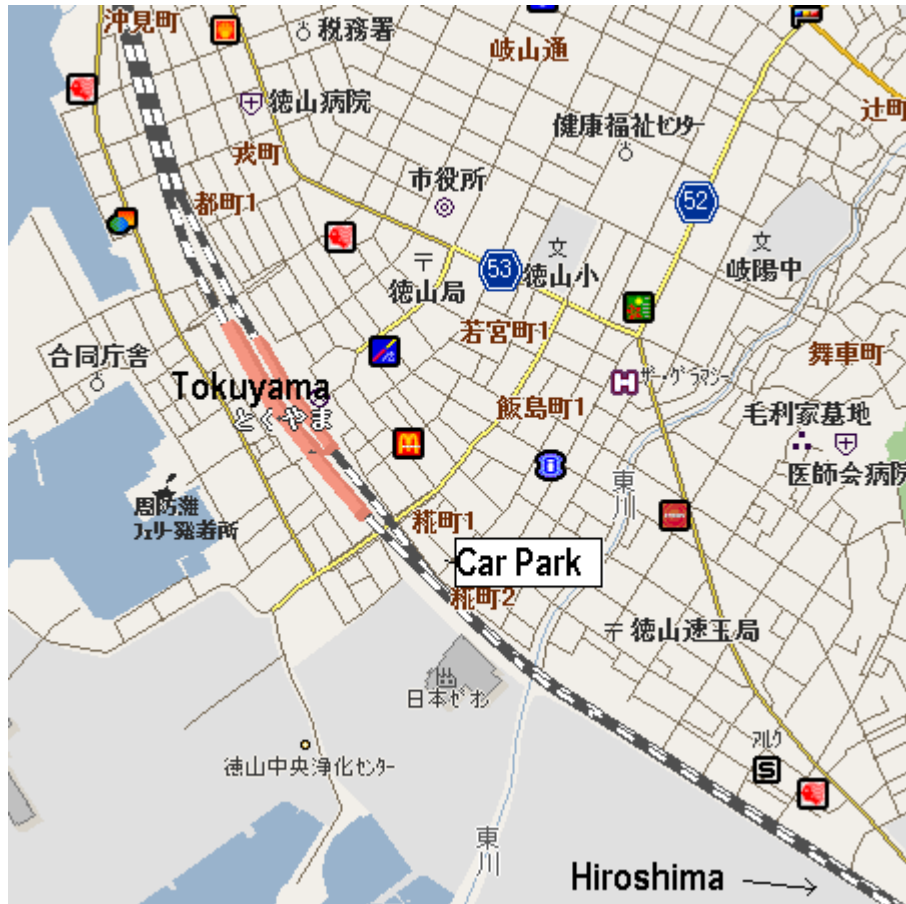 沖見町
税務署
岐山通
徳山病院
辻町
健康福祉センター
戎町
市役所
都町1
52
徳山局
53
徳山小
岐陽中
若宮町1
舞車町
合同庁舎
Tokuyama
とくやま
ザ・グラマシー
飯島町1
毛利家墓地
医師会病院
東川
周防灘
フェリー発着所
糀町1
Car Park
糀町2
徳山速玉局
日本ゼオ
アルク
徳山中央浄化センター
東川
Hiroshima